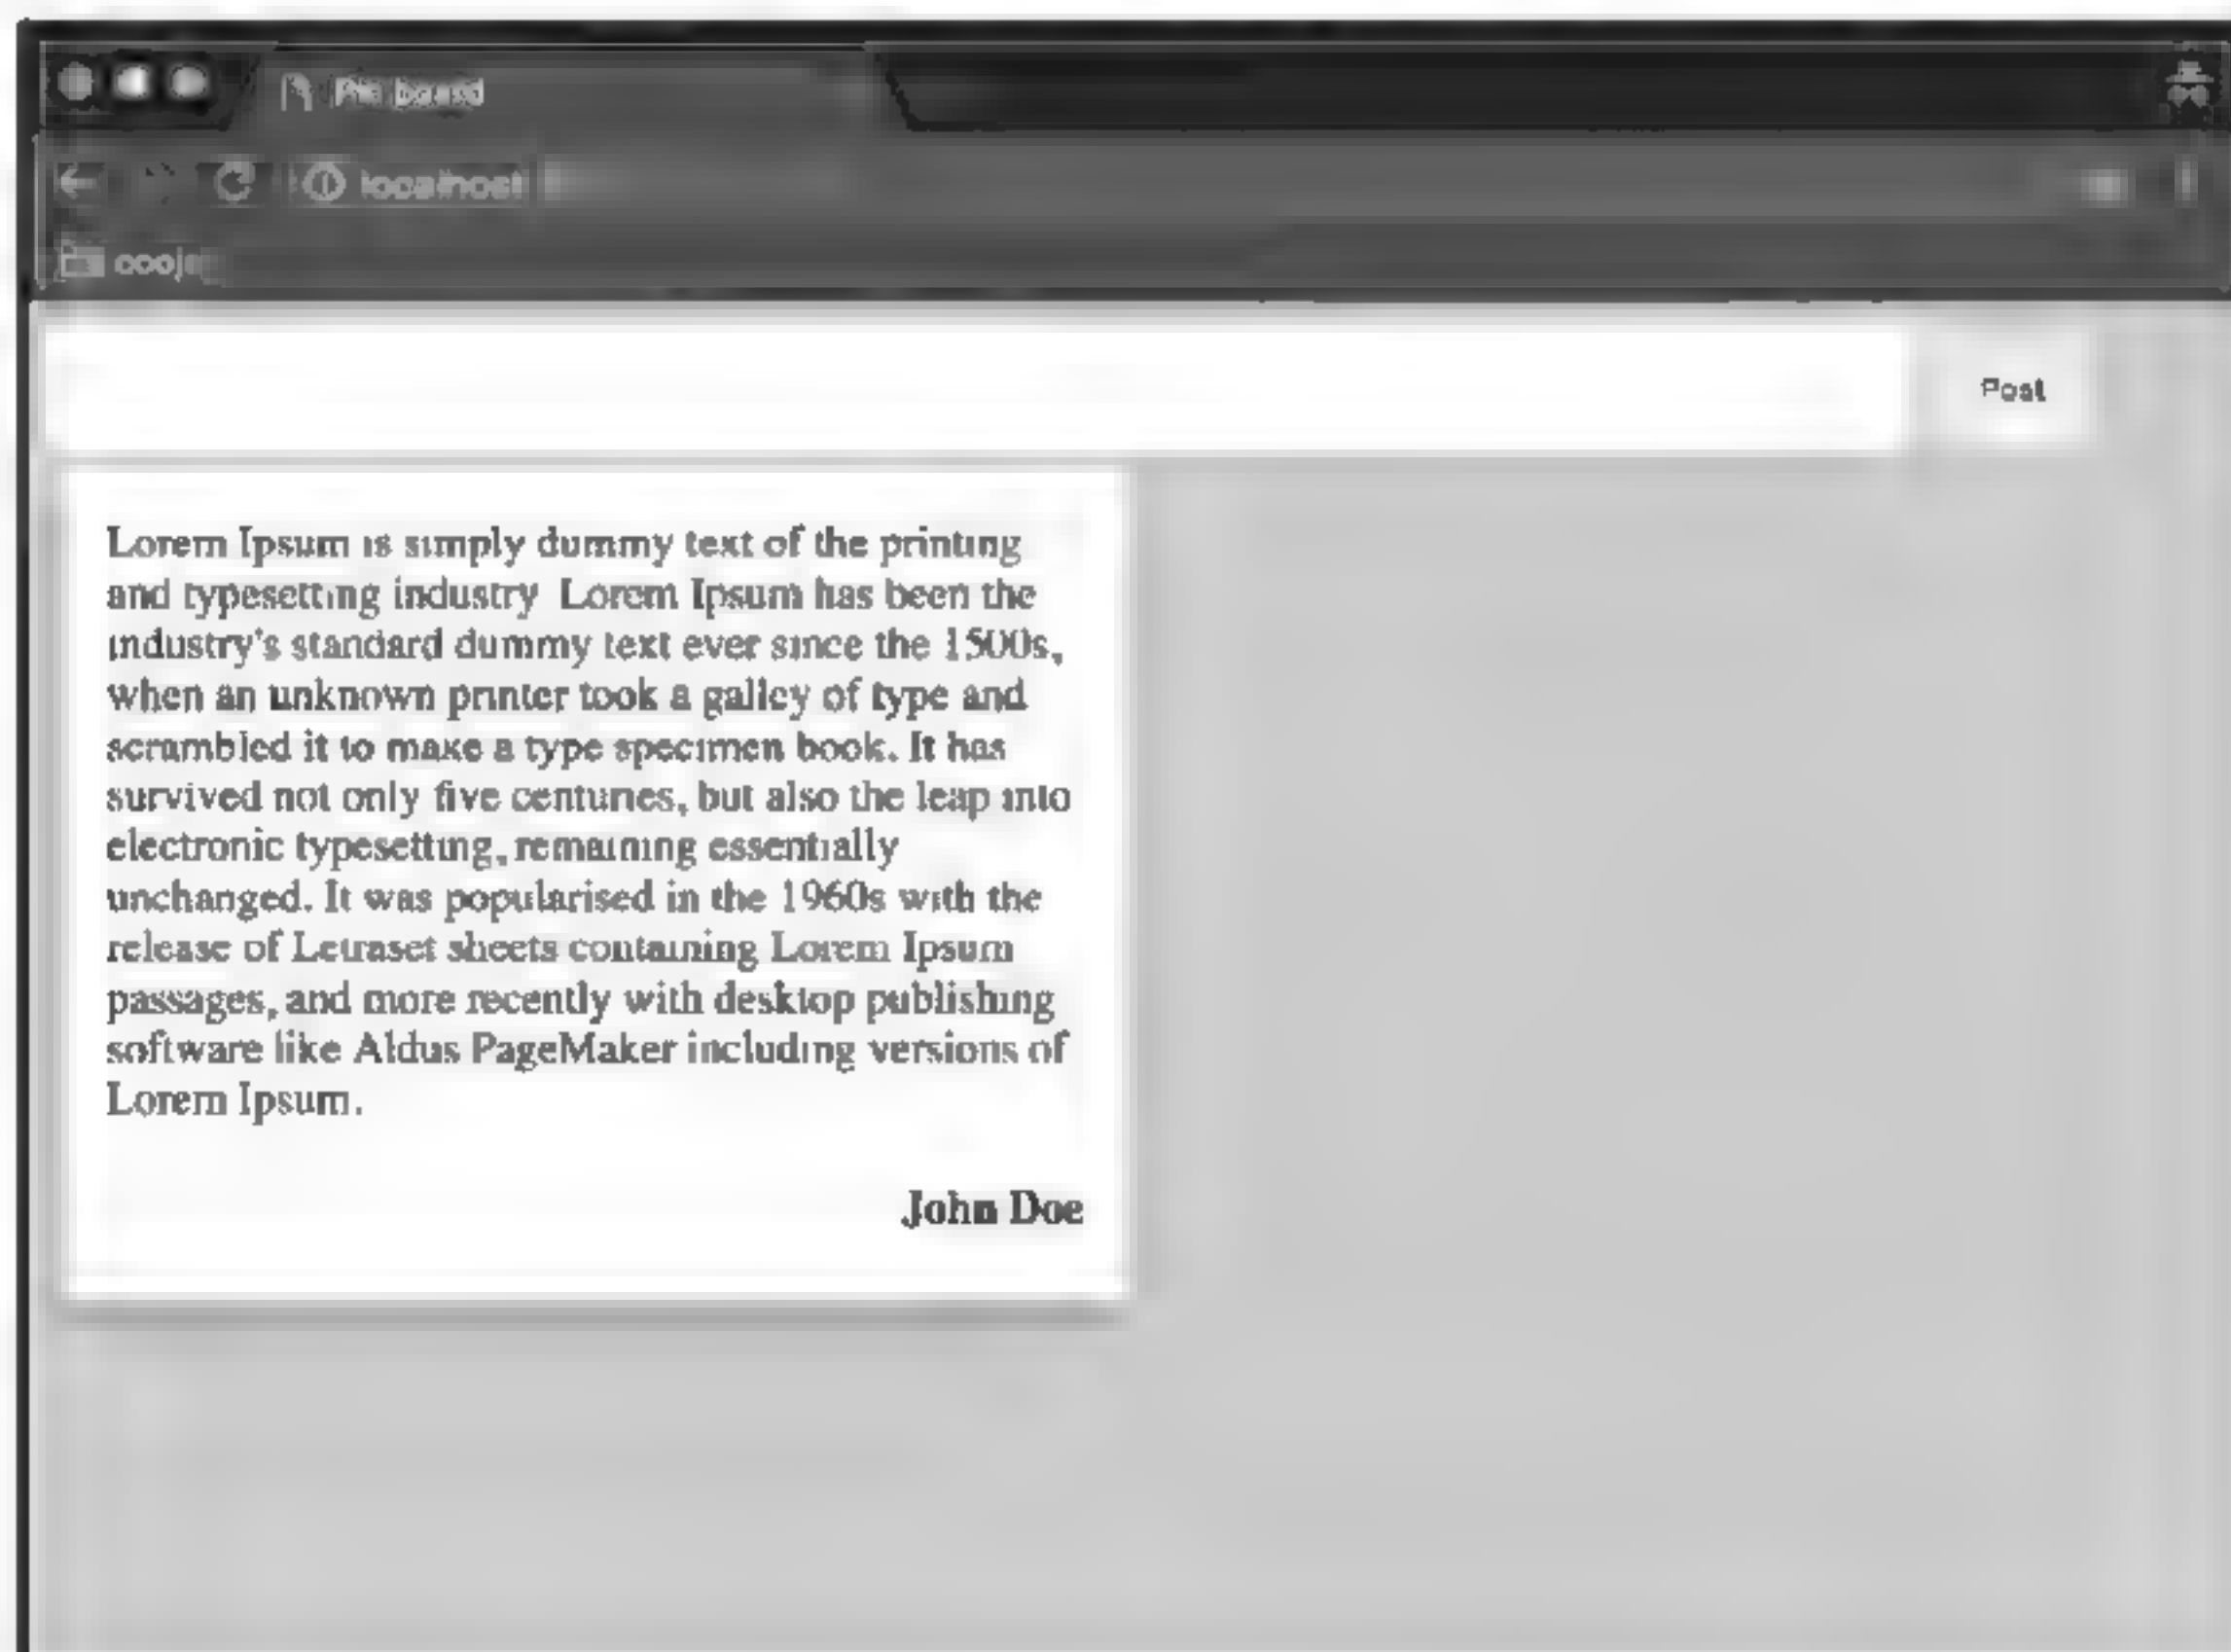 localhost
Post
Lorem Ipsum is simply dummy text of the printing
and typesetting industry. Lorem Ipsum has been the
industry's standard dummy text ever since the 1500s,
when an unknown printer took a galley of type and
scrambled it to make a type specimen book. It has
survived not only five centuries, but also the leap into
electronic typesetting, remaining essentially
unchanged. It was popularised in the 1960s with the
release of Letraset sheets containing Lorem Ipsum
passages, and more recently with desktop publishing
software like Aldus PageMaker including versions of
Lorem Ipsum.
John Doe